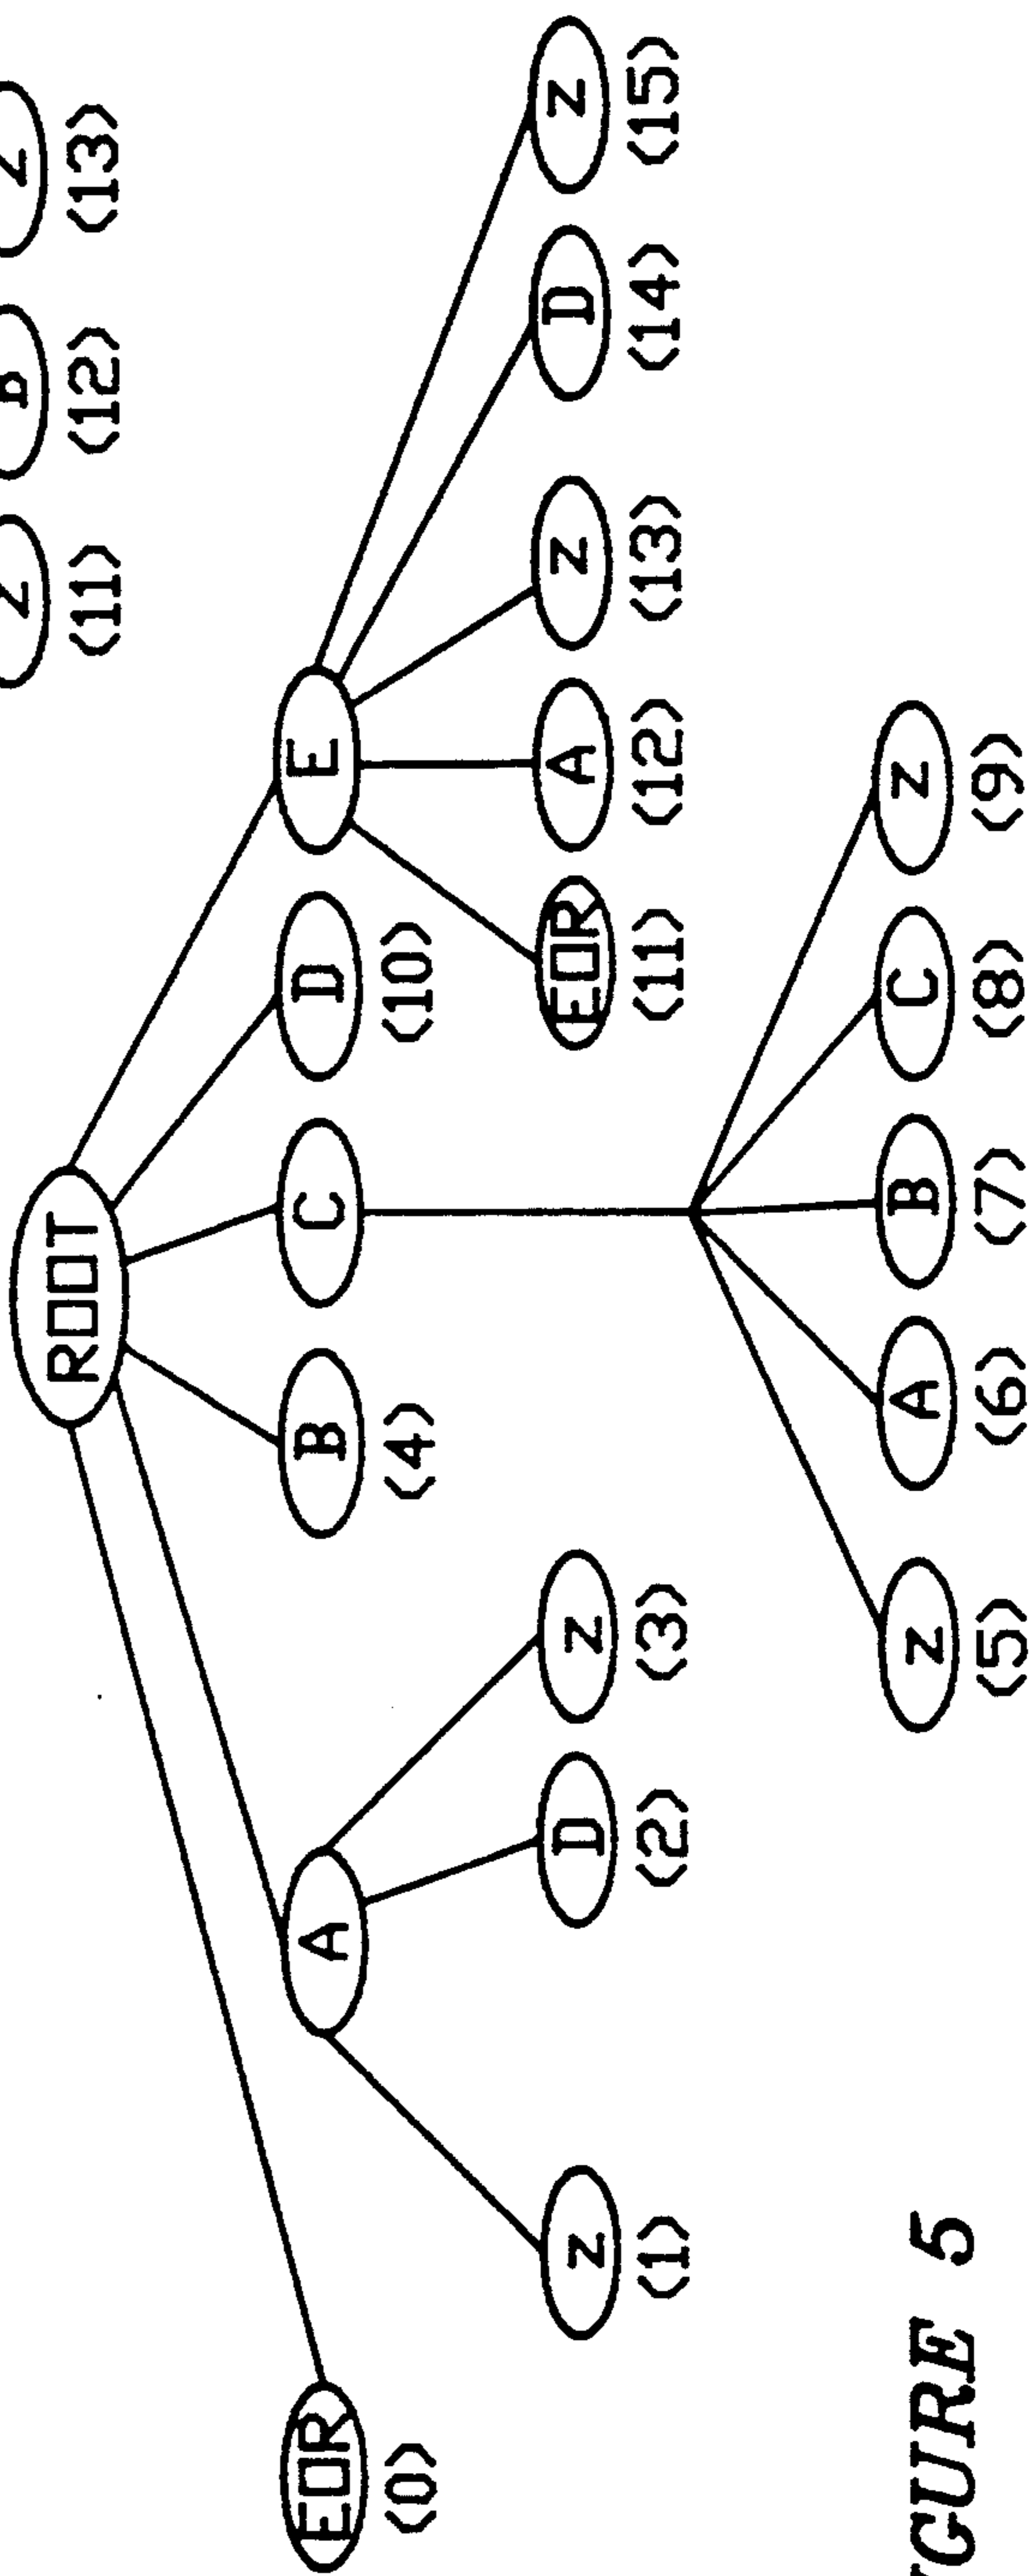 ROOT
(11) (12) (13)
EOR A B C D E
(0) (4) (10)
z D z EOR A z D z
(1) (2) (3) (11) (12) (13) (14) (15)
z A B C z
(5) (6) (7) (8) (9)
IGURE 5